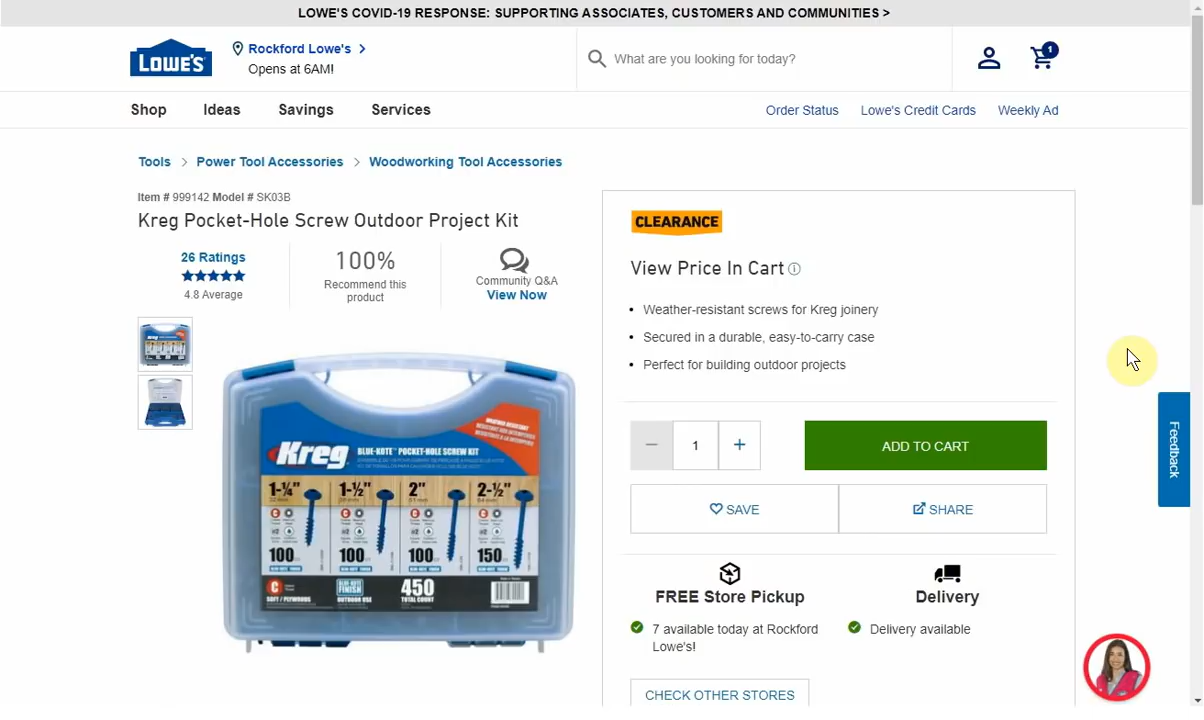 LOWE'S COVID-19 RESPONSE: SUPPORTING ASSOCIATES, CUSTOMERS AND COMMUNITIES >
LOWE'S
Rockford Lowe's >
Opens at 6AM!
What are you looking for today?
1
Shop
Ideas
Savings
Services
Order Status
Lowe's Credit Cards
Weekly Ad
Tools > Power Tool Accessories > Woodworking Tool Accessories
Item # 999142 Model # SK03B
Kreg Pocket-Hole Screw Outdoor Project Kit
26 Ratings
4.8 Average
100%
Recommend this
product
Community Q&A
View Now
Kreg
BLUE-KOTE™ POCKET-HOLE SCREW KIT
1-¼"
1-½"
2"
2-½"
100
100
100
150
BLUE-KOTE
FINISH
OUTDOOR USE
450
TOTAL COUNT
CLEARANCE
View Price In Cart
• Weather-resistant screws for Kreg joinery
• Secured in a durable, easy-to-carry case
• Perfect for building outdoor projects
− 1 +
ADD TO CART
SAVE
SHARE
FREE Store Pickup
7 available today at Rockford
Lowe's!
Delivery
Delivery available
CHECK OTHER STORES
Feedback